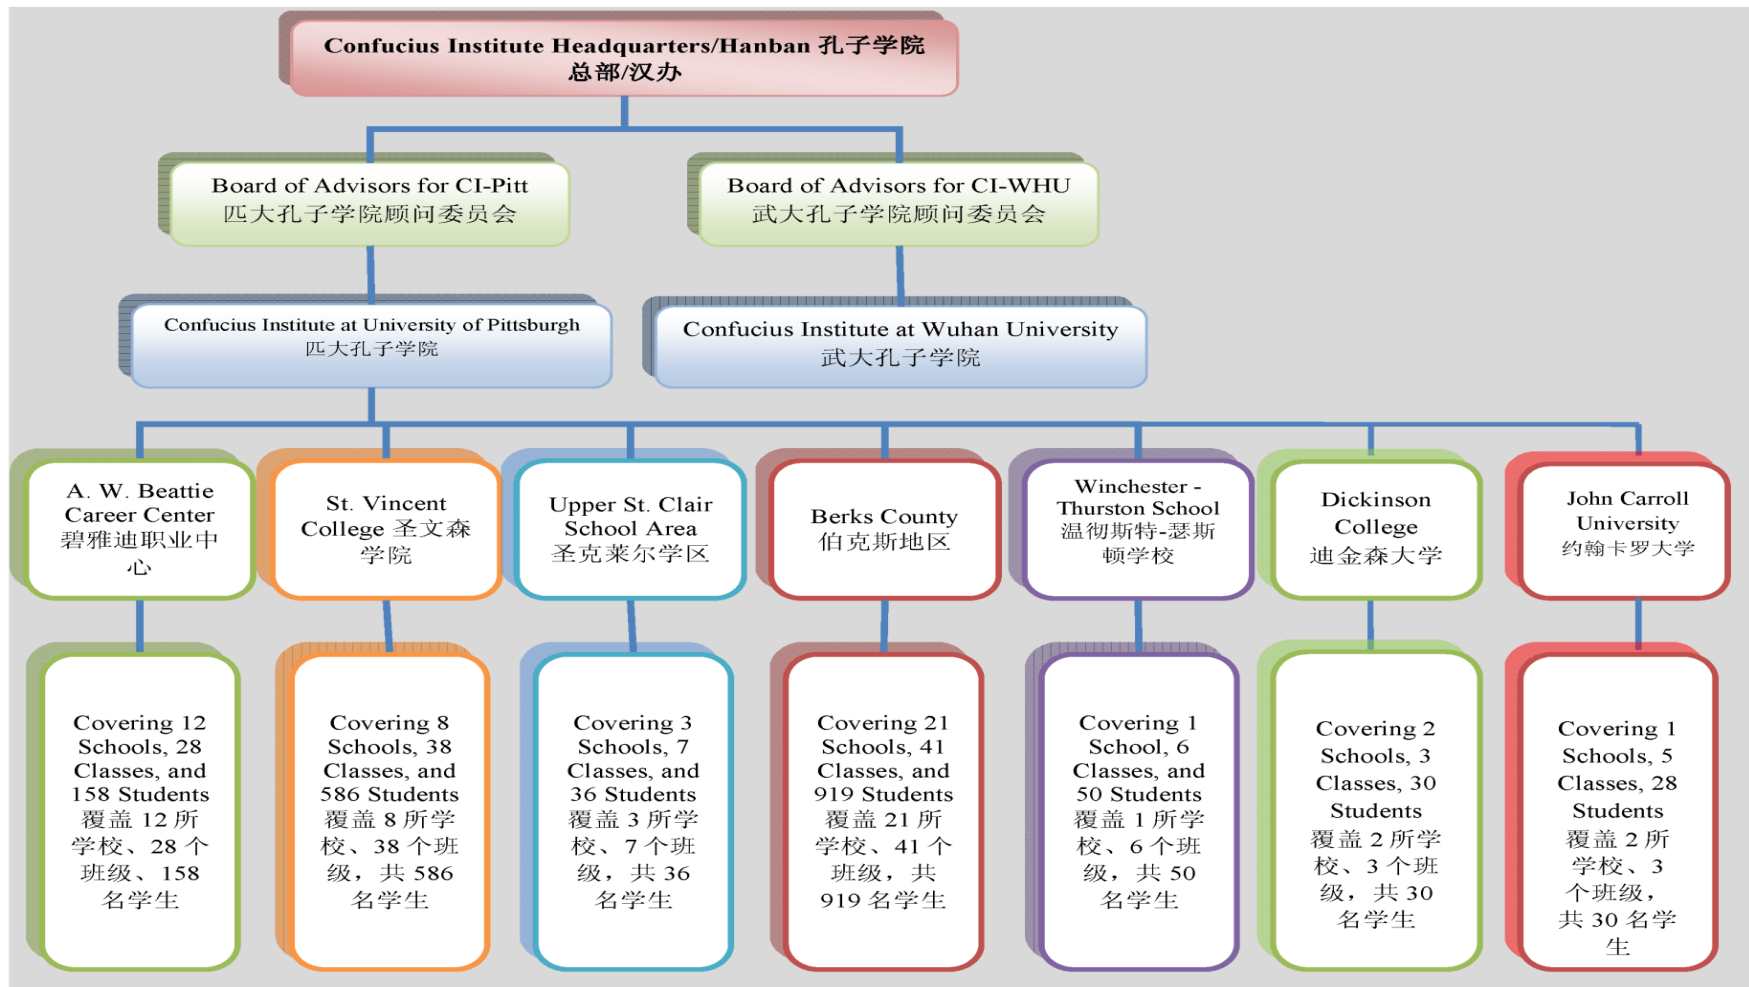 Confucius Institute Headquarters/Hanban 孔子学院
总部/汉办
Board of Advisors for CI-Pitt
匹大孔子学院顾问委员会
Board of Advisors for CI-WHU
武大孔子学院顾问委员会
Confucius Institute at University of Pittsburgh
匹大孔子学院
Confucius Institute at Wuhan University
武大孔子学院
A. W. Beattie
Career Center
碧雅迪职业中
心
St. Vincent
College 圣文森
学院
Upper St. Clair
School Area
圣克莱尔学区
Berks County
伯克斯地区
Winchester -
Thurston School
温彻斯特-瑟斯
顿学校
Dickinson
College
迪金森大学
John Carroll
University
约翰卡罗大学
Covering 12
Schools, 28
Classes, and
158 Students
覆盖 12 所
学校、28 个
班级、158
名学生
Covering 8
Schools, 38
Classes, and
586 Students
覆盖 8 所学
校、38 个班
级，共 586
名学生
Covering 3
Schools, 7
Classes, and
36 Students
覆盖 3 所学
校、7 个班
级，共 36
名学生
Covering 21
Schools, 41
Classes, and
919 Students
覆盖 21 所
学校、41 个
班级，共
919 名学生
Covering 1
School, 6
Classes, and
50 Students
覆盖 1 所学
校、6 个班
级，共 50
名学生
Covering 2
Schools, 3
Classes, 30
Students
覆盖 2 所学
校、3 个班
级，共 30
名学生
Covering 1
Schools, 5
Classes, 28
Students
覆盖 2 所
学校、3
个班级，
共 30 名学
生